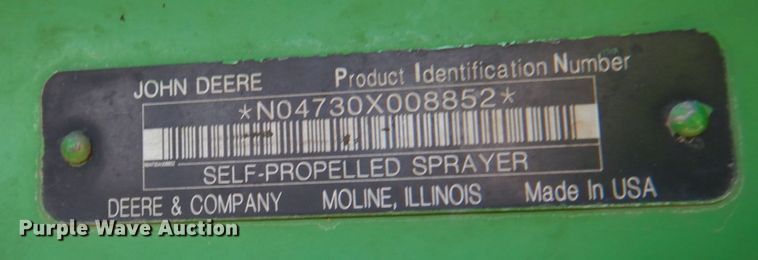 JOHN DEERE Product Identification Number
*N04730X008852*
SELF-PROPELLED SPRAYER
DEERE & COMPANY MOLINE, ILLINOIS Made In USA
Purple Wave Auction